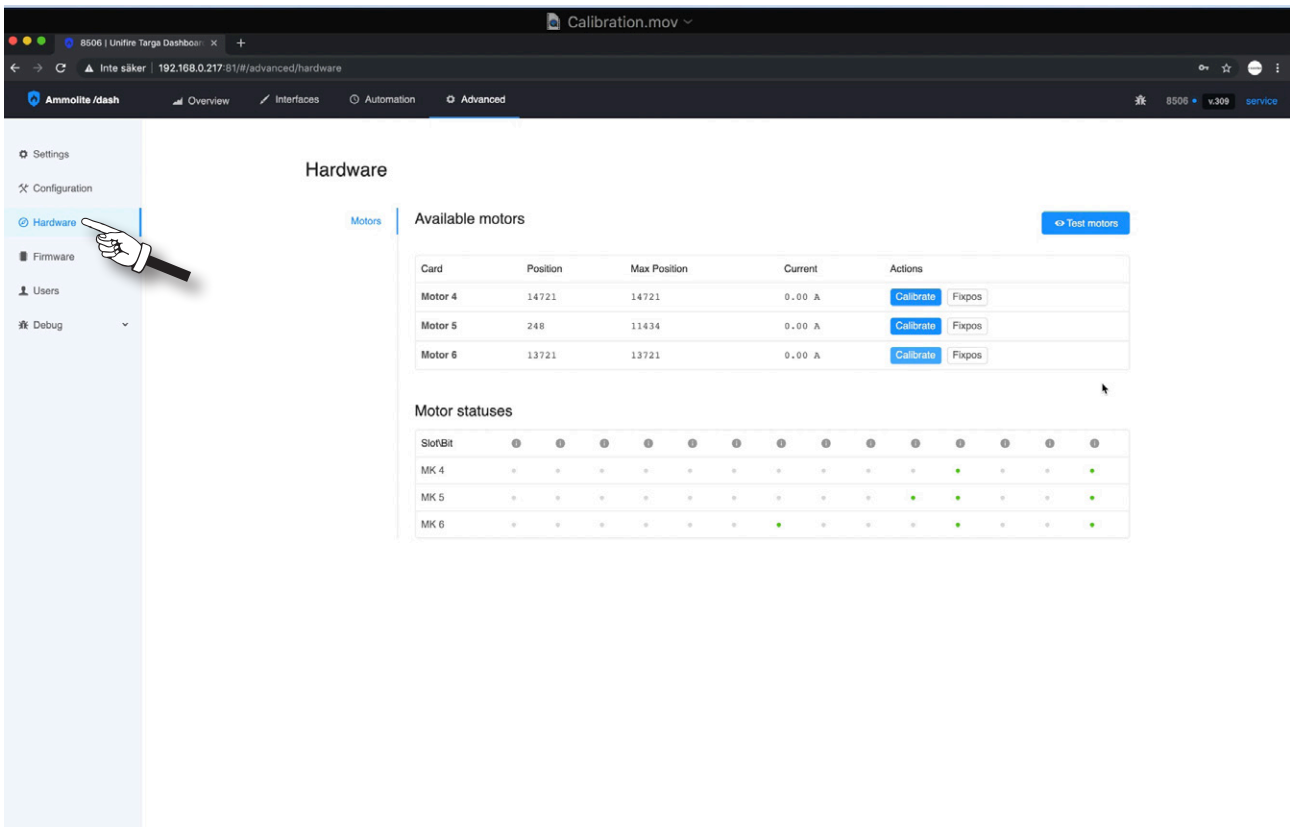 Calibration.mov
8506 | Unifire Targa Dashboar
Inte säker | 192.168.0.217:81/#/advanced/hardware
Ammolite /dash Overview Interfaces Automation Advanced 8506 v.309 service
Settings
Configuration
Hardware
Firmware
Users
Debug
Hardware
Motors
Available motors Test motors
Card Position Max Position Current Actions
Motor 4 14721 14721 0.00 A Calibrate Fixpos
Motor 5 248 11434 0.00 A Calibrate Fixpos
Motor 6 13721 13721 0.00 A Calibrate Fixpos
Motor statuses
Slot\Bit
MK 4
MK 5
MK 6